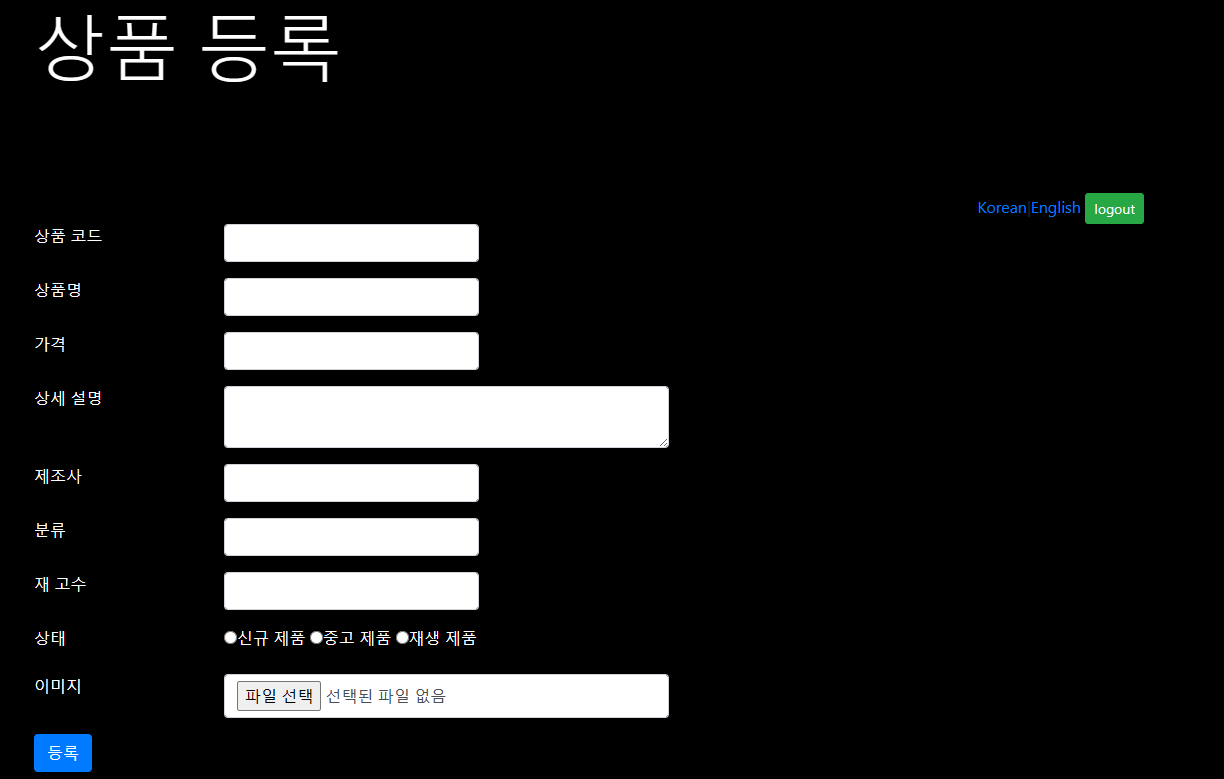 상품 등록
Korean|English logout
상품 코드
상품명
가격
상세 설명
제조사
분류
재 고수
상태 신규 제품 중고 제품 재생 제품
이미지 파일 선택 선택된 파일 없음
등록